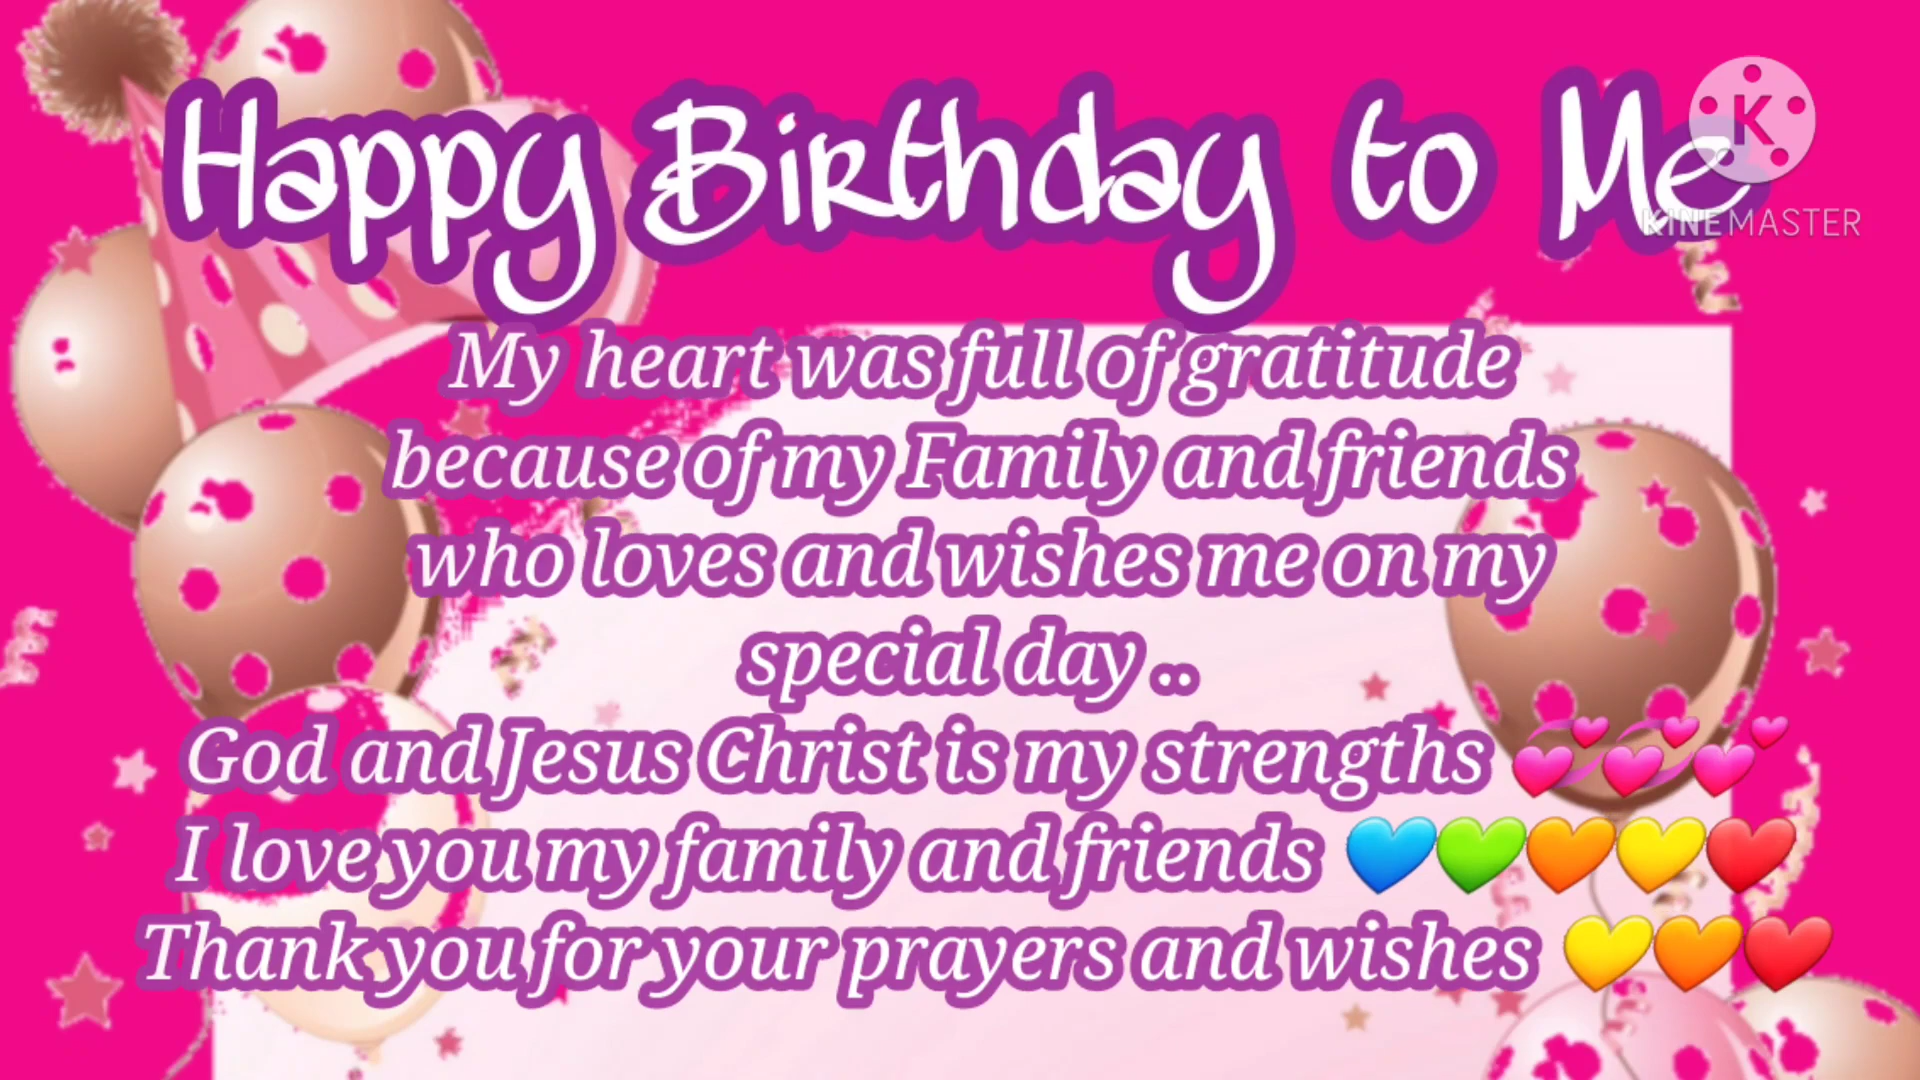 Happy Birthday to Me
K
KINEMASTER
My heart was full of gratitude
because of my Family and friends
who loves and wishes me on my
special day ..
God and Jesus Christ is my strengths 💞💞💕
I love you my family and friends 💙💚🧡💛❤️
Thank you for your prayers and wishes 💛🧡❤️